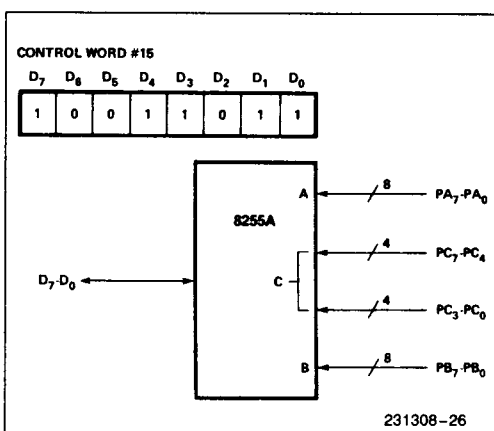 CONTROL WORD #15
D7 D6 D5 D4 D3 D2 D1 D0
1 0 0 1 1 0 1 1
8255A
A
8
PA7-PA0
4
PC7-PC4
D7-D0
C
4
PC3-PC0
B
8
PB7-PB0
231308-26